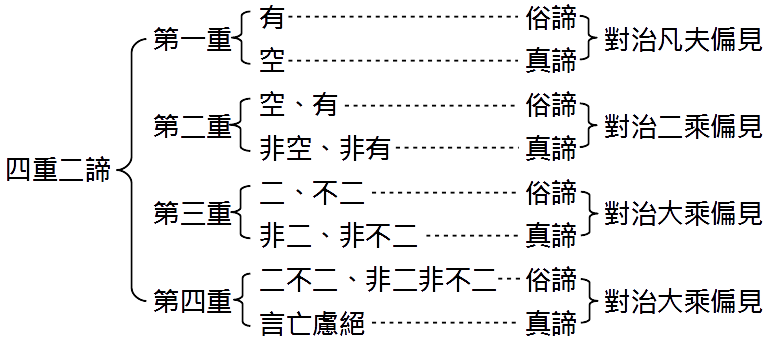 四重二諦
第一重
有 俗諦
空 真諦
對治凡夫偏見
第二重
空、有 俗諦
非空、非有 真諦
對治二乘偏見
第三重
二、不二 俗諦
非二、非不二 真諦
對治大乘偏見
第四重
二不二、非二非不二 俗諦
言亡慮絕 真諦
對治大乘偏見